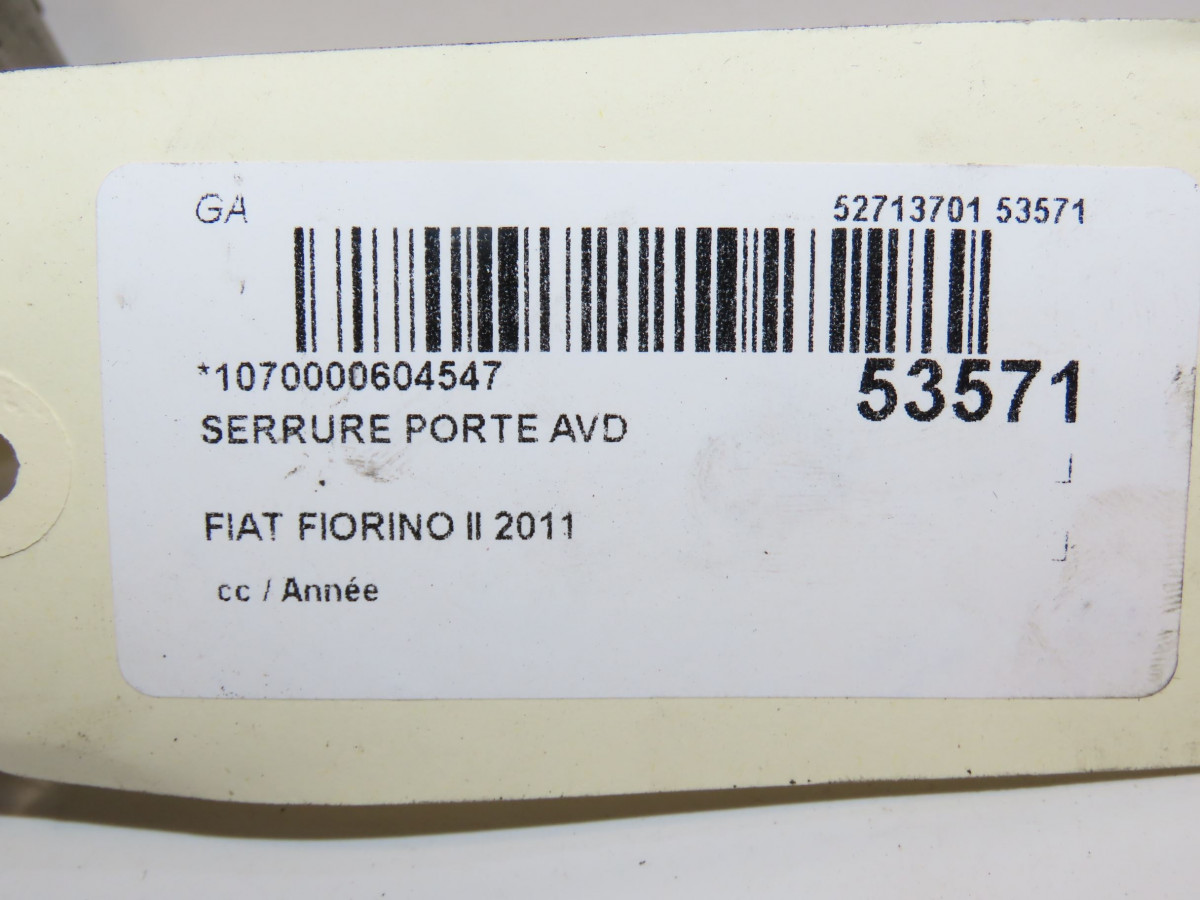 GA 52713701 53571
*1070000604547 53571
SERRURE PORTE AVD
FIAT FIORINO II 2011
cc / Année